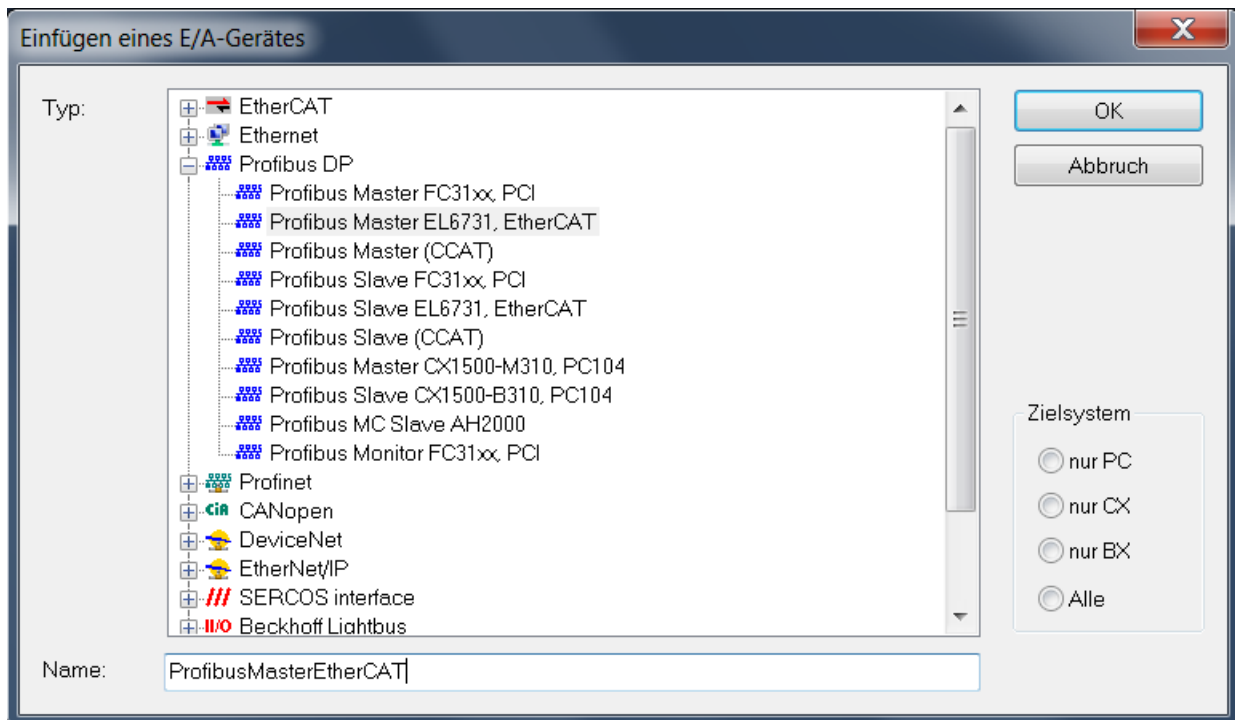 Einfügen eines E/A-Gerätes
X
Typ:
EtherCAT
Ethernet
Profibus DP
Profibus Master FC31xx, PCI
Profibus Master EL6731, EtherCAT
Profibus Master (CCAT)
Profibus Slave FC31xx, PCI
Profibus Slave EL6731, EtherCAT
Profibus Slave (CCAT)
Profibus Master CX1500-M310, PC104
Profibus Slave CX1500-B310, PC104
Profibus MC Slave AH2000
Profibus Monitor FC31xx, PCI
Profinet
CiA CANopen
DeviceNet
EtherNet/IP
SERCOS interface
II/O Beckhoff Lightbus
OK
Abbruch
Zielsystem
nur PC
nur CX
nur BX
Alle
Name:
ProfibusMasterEtherCAT